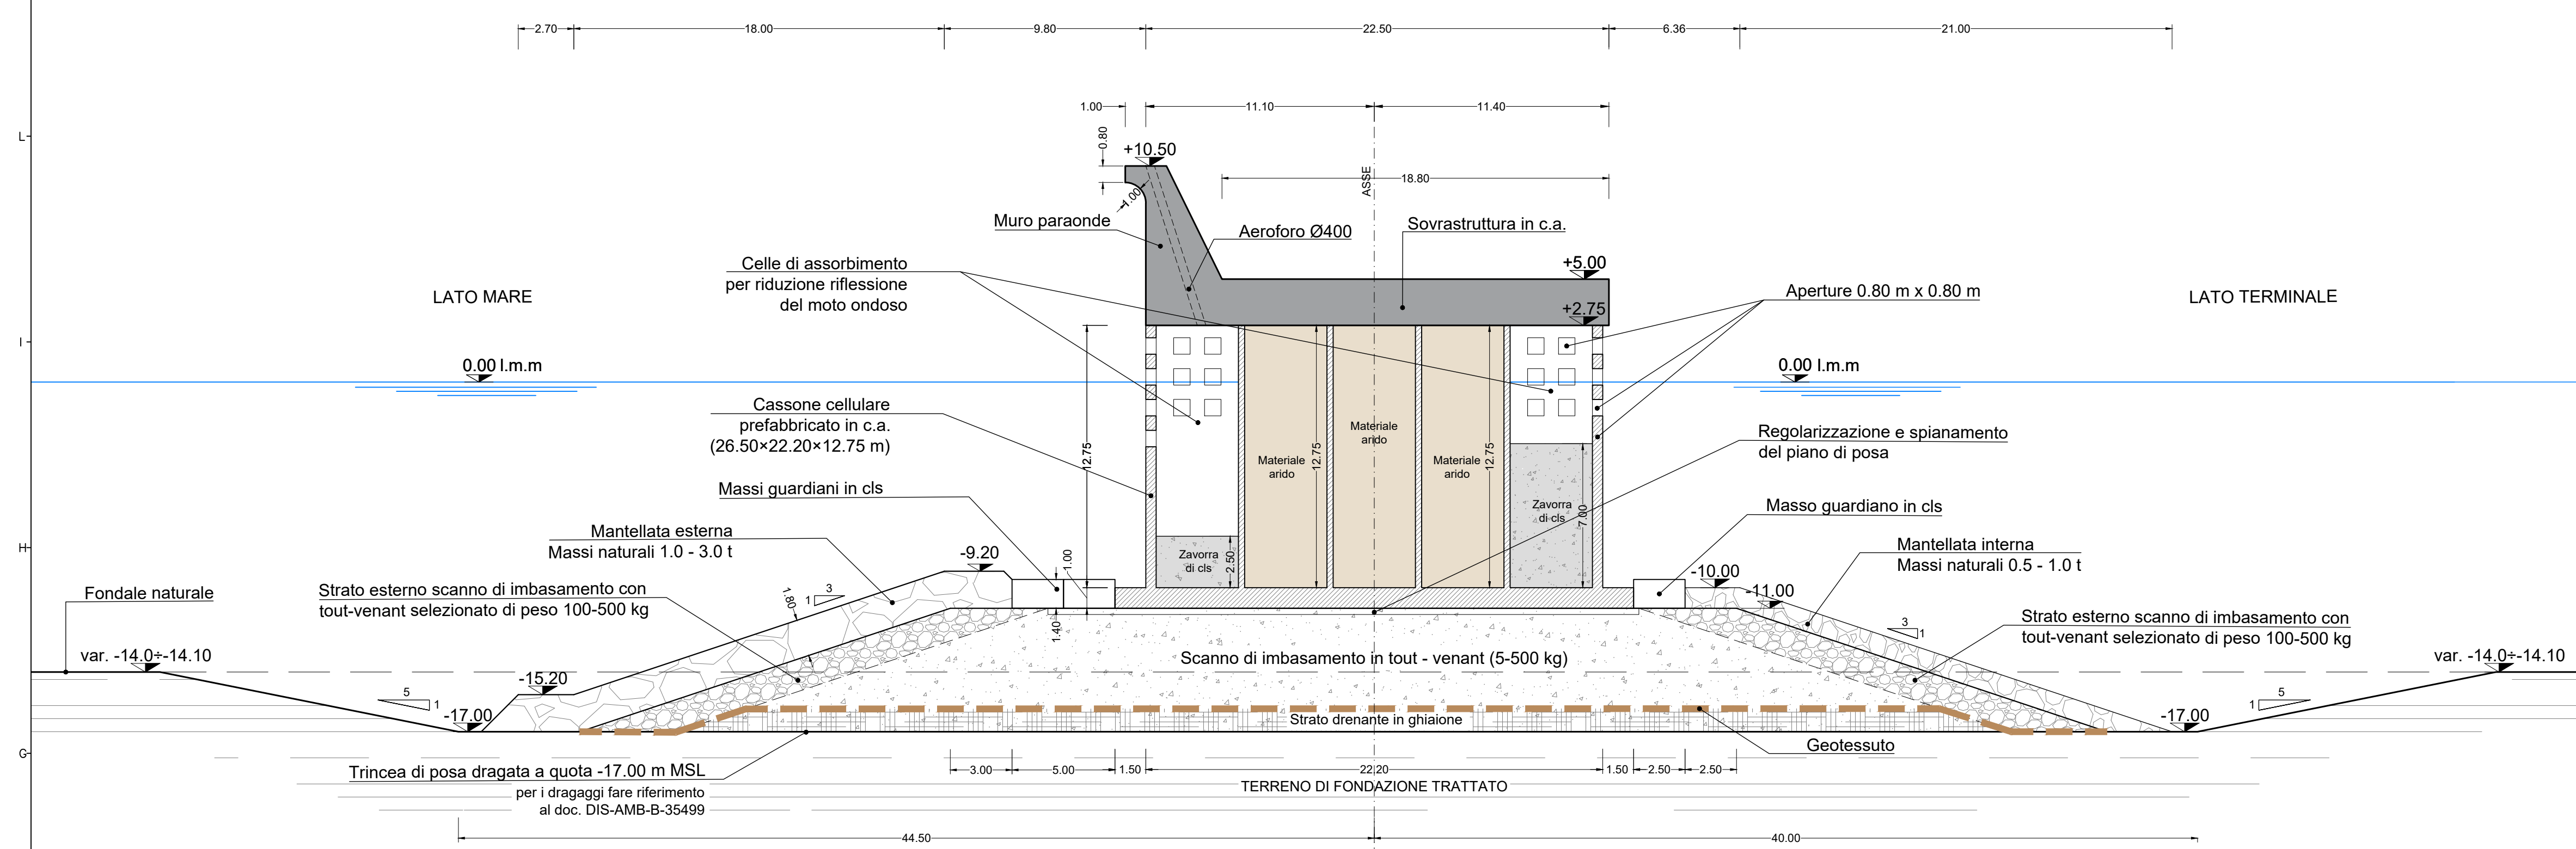 2.70 18.00 9.80 22.50 6.36 21.00
1.00 11.10 11.40
L
0.80
+10.50
1.00
ASSE
18.80
Muro paraonde
Aeroforo Ø400
Sovrastruttura in c.a.
Celle di assorbimento
per riduzione riflessione
del moto ondoso
+5.00
Aperture 0.80 m x 0.80 m
LATO MARE
LATO TERMINALE
+2.75
I
0.00 l.m.m
0.00 l.m.m
Cassone cellulare
prefabbricato in c.a.
(26.50×22.20×12.75 m)
12.75
Materiale
arido
12.75
Materiale
arido
Materiale
arido
12.75
Regolarizzazione e spianamento
del piano di posa
Massi guardiani in cls
Zavorra
di cls
7.00
Masso guardiano in cls
Mantellata esterna
Massi naturali 1.0 - 3.0 t
H
-9.20
1.00
Zavorra
di cls
2.50
Mantellata interna
Massi naturali 0.5 - 1.0 t
-10.00
-11.00
Fondale naturale
Strato esterno scanno di imbasamento con
tout-venant selezionato di peso 100-500 kg
1.80
3
1
1.40
3
1
Strato esterno scanno di imbasamento con
tout-venant selezionato di peso 100-500 kg
var. -14.0÷-14.10
Scanno di imbasamento in tout - venant (5-500 kg)
var. -14.0÷-14.10
-15.20
5
1
5
1
-17.00
Strato drenante in ghiaione
-17.00
G
Geotessuto
Trincea di posa dragata a quota -17.00 m MSL
per i dragaggi fare riferimento
al doc. DIS-AMB-B-35499
3.00 5.00 1.50 22.20 1.50 2.50 2.50
TERRENO DI FONDAZIONE TRATTATO
44.50 40.00